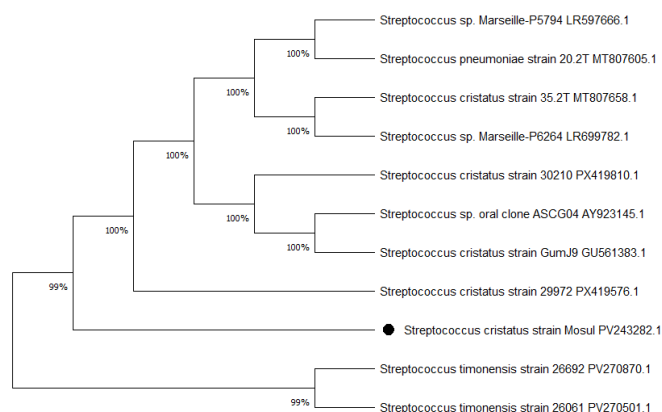 Streptococcus sp. Marseille-P5794 LR597666.1
100%
Streptococcus pneumoniae strain 20.2T MT807605.1
100%
Streptococcus cristatus strain 35.2T MT807658.1
100%
Streptococcus sp. Marseille-P6264 LR699782.1
100%
Streptococcus cristatus strain 30210 PX419810.1
100%
Streptococcus sp. oral clone ASCG04 AY923145.1
100%
100%
Streptococcus cristatus strain GumJ9 GU561383.1
99%
Streptococcus cristatus strain 29972 PX419576.1
Streptococcus cristatus strain Mosul PV243282.1
Streptococcus timonensis strain 26692 PV270870.1
99%
Streptococcus timonensis strain 26061 PV270501.1